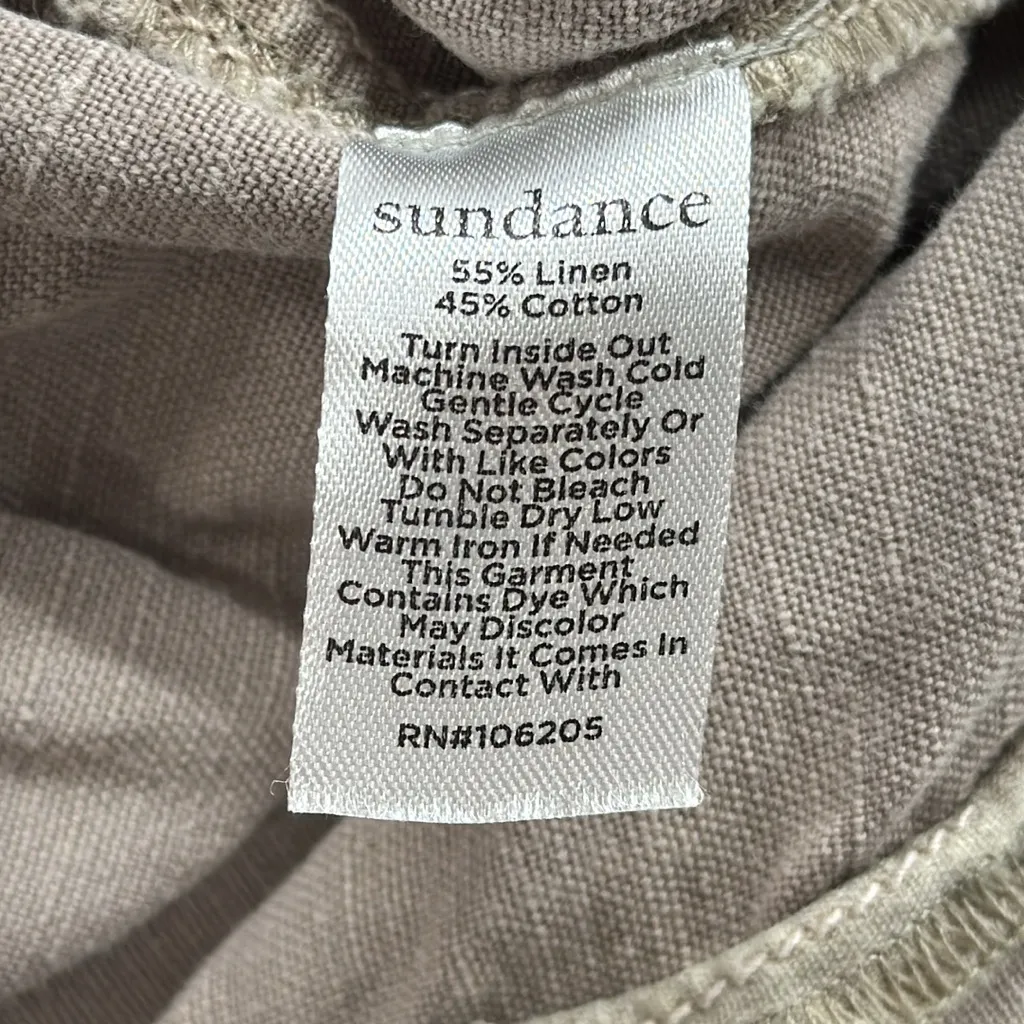 sundance
55% Linen
45% Cotton
Turn Inside Out
Machine Wash Cold
Gentle Cycle
Wash Separately Or
With Like Colors
Do Not Bleach
Tumble Dry Low
Warm Iron If Needed
This Garment
Contains Dye Which
May Discolor
Materials It Comes In
Contact With
RN#106205